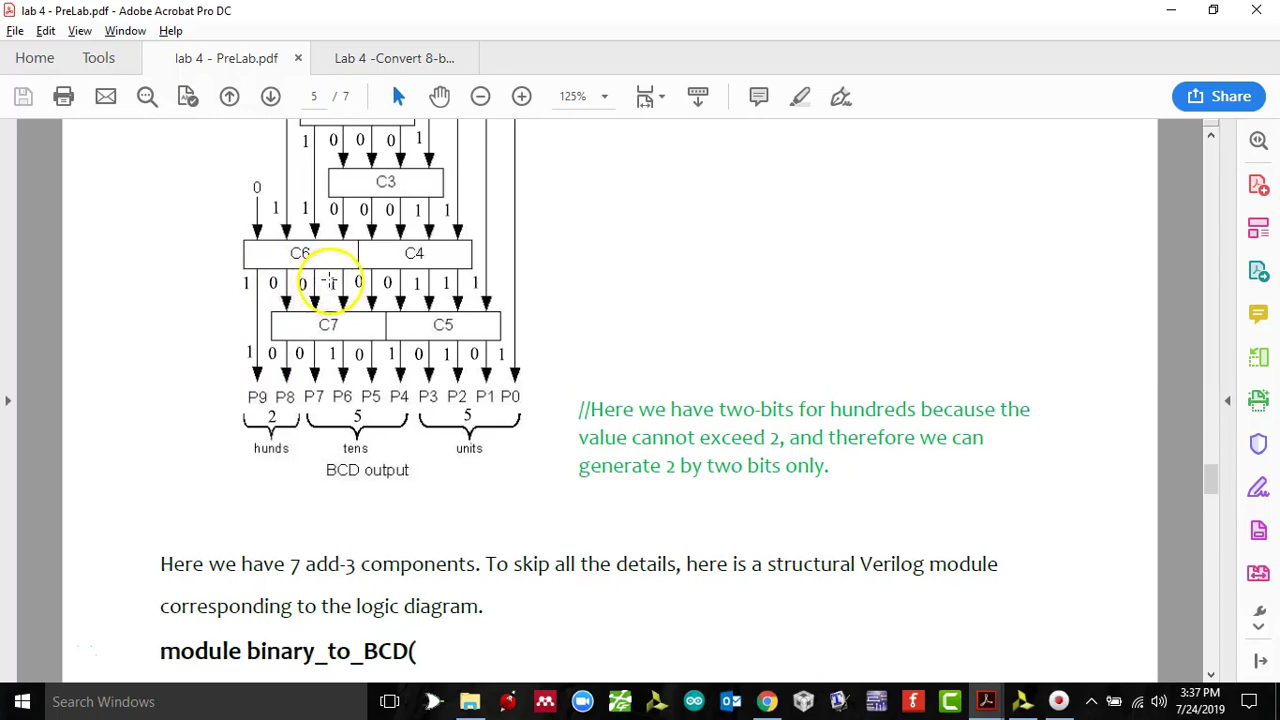 lab 4 - PreLab.pdf - Adobe Acrobat Pro DC
File Edit View Window Help
Home Tools lab 4 - PreLab.pdf × Lab 4 -Convert 8-b...
5 / 7 125% Share
1 0 0 0 1
C3
0
1 1 0 0 0 1 1
C6 C4
1 0 0 1 0 0 1 1 1
C7 C5
1 0 0 1 0 1 0 1 0 1
P9 P8 P7 P6 P5 P4 P3 P2 P1 P0
2 5 5
hunds tens units
BCD output
//Here we have two-bits for hundreds because the
value cannot exceed 2, and therefore we can
generate 2 by two bits only.
Here we have 7 add-3 components. To skip all the details, here is a structural Verilog module
corresponding to the logic diagram.
module binary_to_BCD(
Search Windows
3:37 PM
7/24/2019